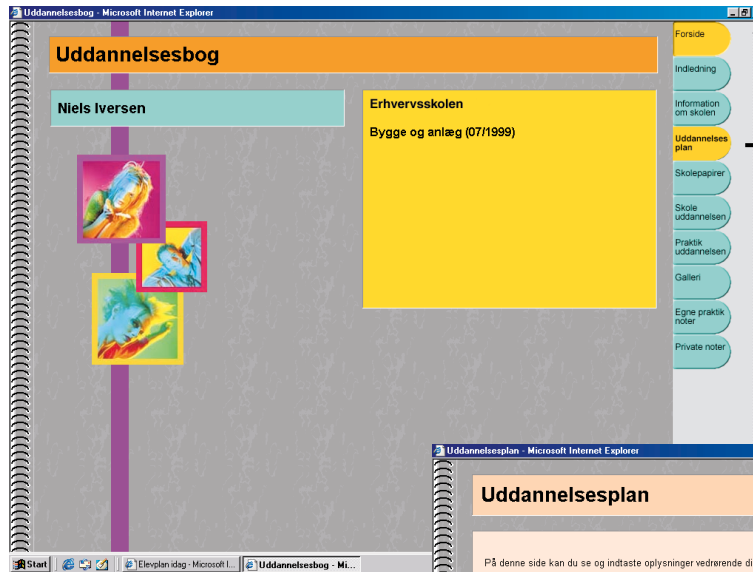 Uddannelsesbog - Microsoft Internet Explorer
Uddannelsesbog
Niels Iversen
Erhvervsskolen
Bygge og anlæg (07/1999)
Forside
Indledning
Information
om skolen
Uddannelses
plan
Skolepapirer
Skole
uddannelsen
Praktik
uddannelsen
Galleri
Egne praktik
noter
Private noter
Uddannelsesplan - Microsoft Internet Explorer
Uddannelsesplan
På denne side kan du se og indtaste oplysninger vedrørende di
Start
Elevplan idag - Microsoft I...
Uddannelsesbog - Mi...